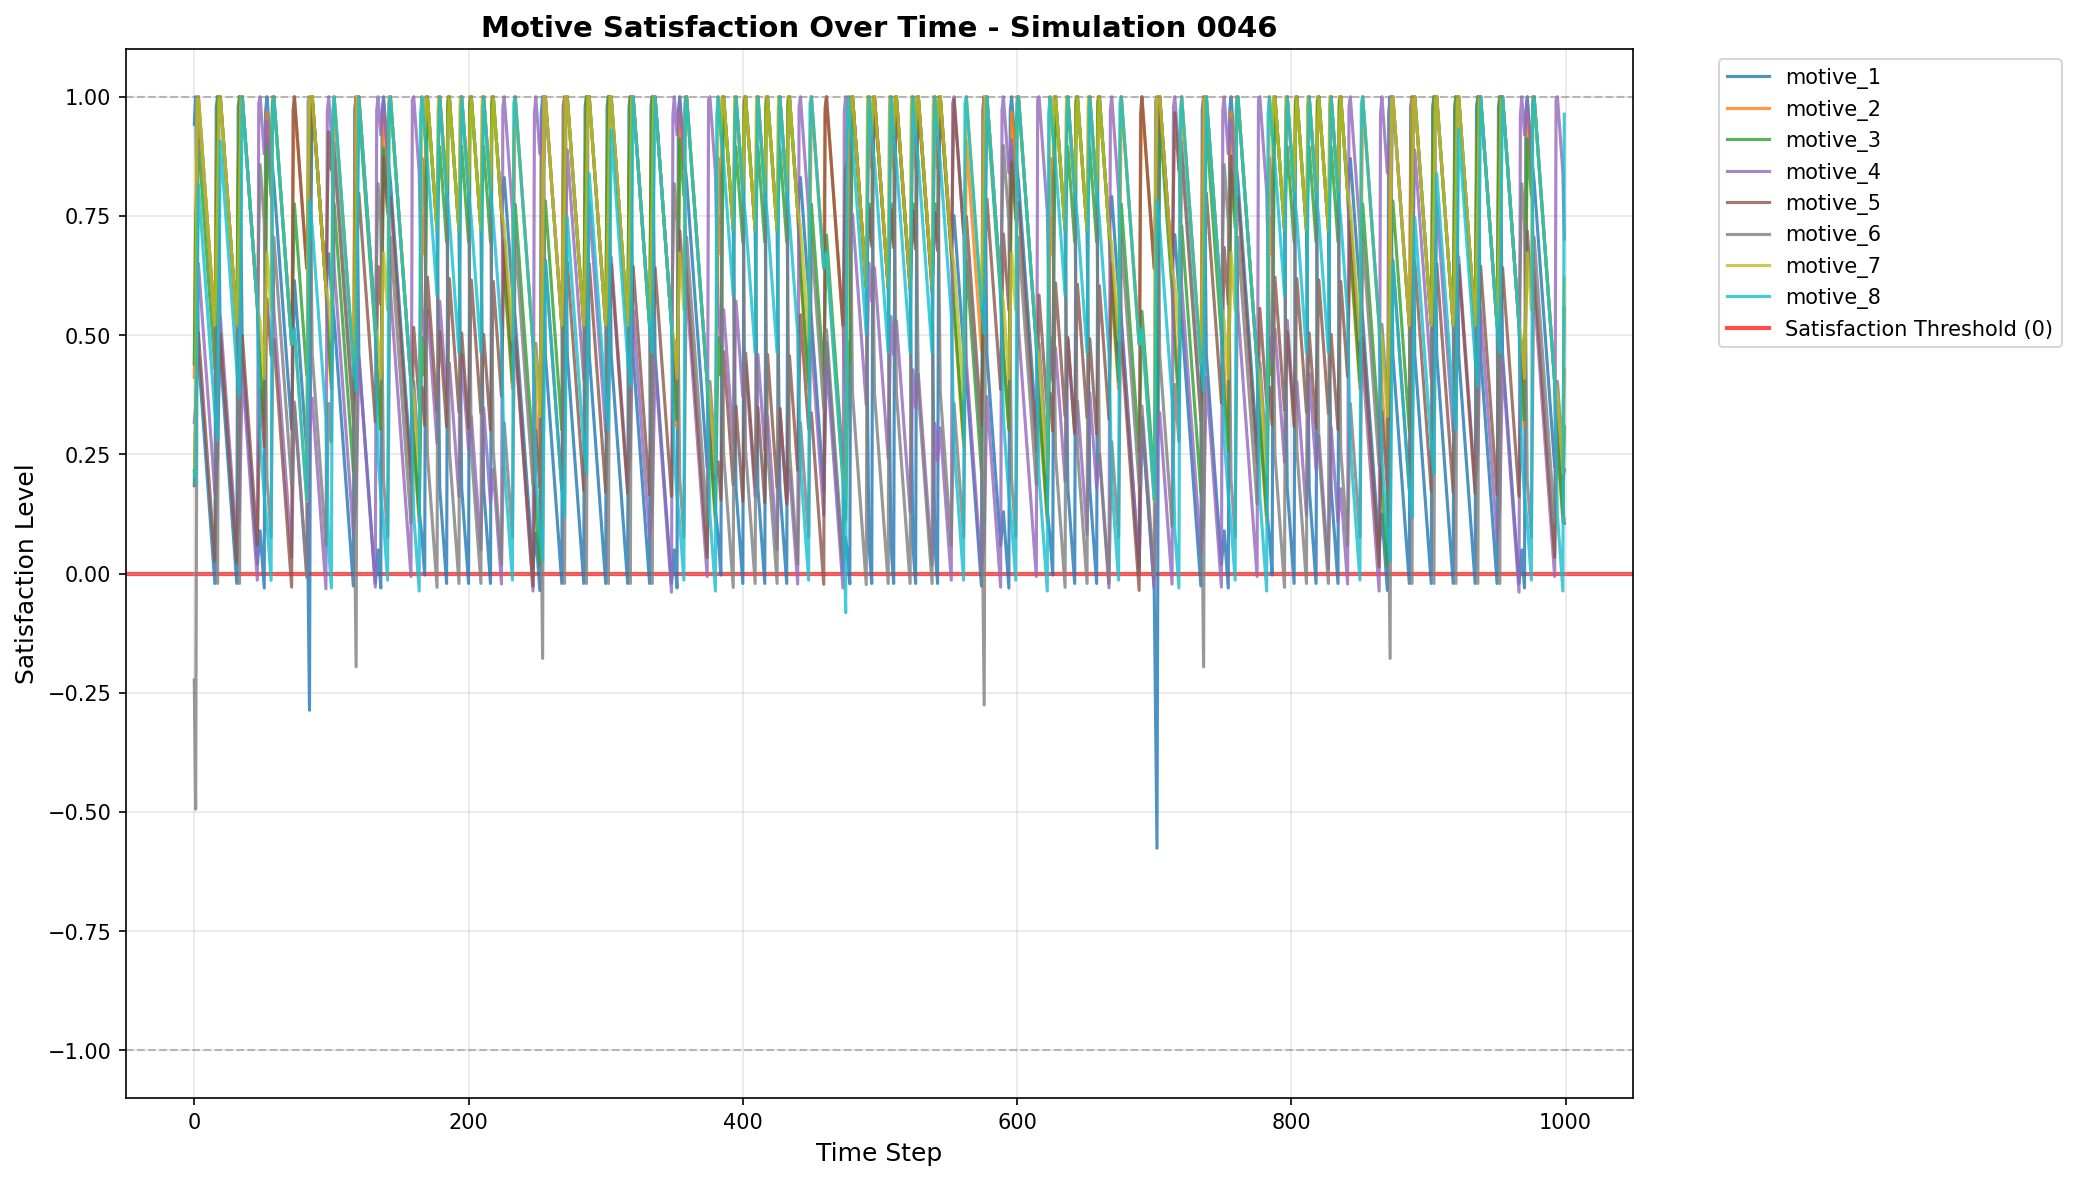 Motive Satisfaction Over Time - Simulation 0046
1.00
0.75
0.50
0.25
0.00
−0.25
−0.50
−0.75
−1.00
Satisfaction Level
0
200
400
600
800
1000
Time Step
motive_1
motive_2
motive_3
motive_4
motive_5
motive_6
motive_7
motive_8
Satisfaction Threshold (0)